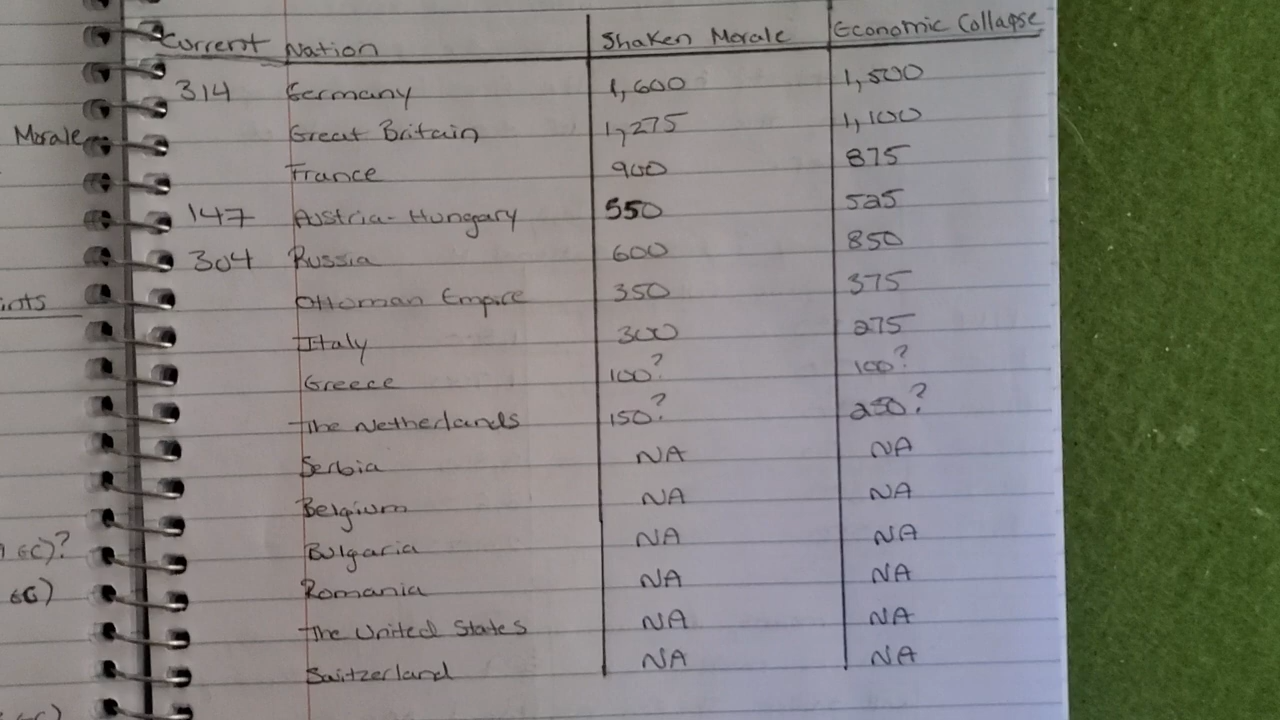 Current Nation Shaken Morale Economic Collapse
314 Germany 1,600 1,500
Morale Great Britain 1,275 1,100
France 900 875
147 Austria-Hungary 550 525
304 Russia 600 850
Ottoman Empire 350 375
Italy 300 275
Greece 100? 100?
The Netherlands 150? 250?
Serbia NA NA
Belgium NA NA
Bulgaria NA NA
Romania NA NA
The United States NA NA
Switzerland NA NA